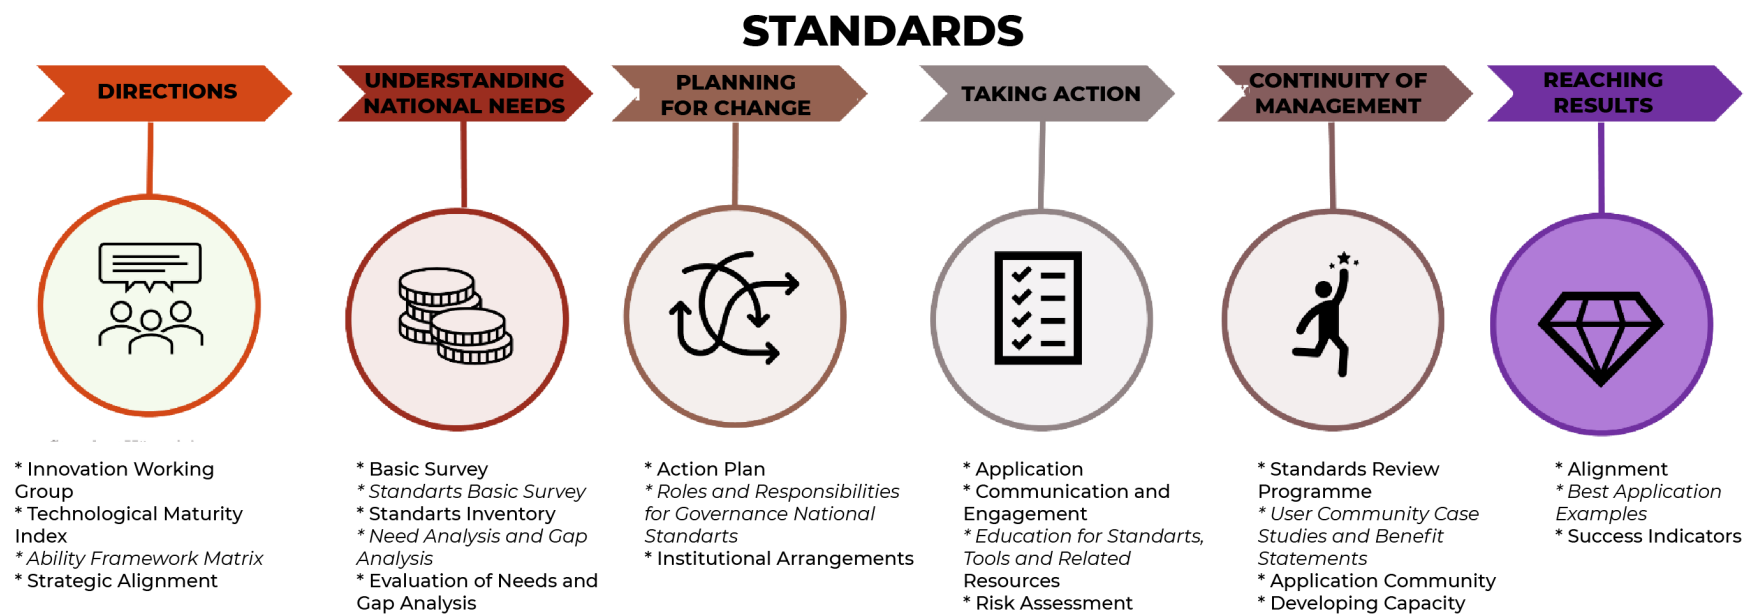 STANDARDS
DIRECTIONS
UNDERSTANDING
NATIONAL NEEDS
PLANNING
FOR CHANGE
TAKING ACTION
CONTINUITY OF
MANAGEMENT
REACHING
RESULTS
* Innovation Working
Group
* Technological Maturity
Index
* Ability Framework Matrix
* Strategic Alignment
* Basic Survey
* Standarts Basic Survey
* Standarts Inventory
* Need Analysis and Gap
Analysis
* Evaluation of Needs and
Gap Analysis
* Action Plan
* Roles and Responsibilities
for Governance National
Standarts
* Institutional Arrangements
* Application
* Communication and
Engagement
* Education for Standarts,
Tools and Related
Resources
* Risk Assessment
* Standards Review
Programme
* User Community Case
Studies and Benefit
Statements
* Application Community
* Developing Capacity
* Alignment
* Best Application
Examples
* Success Indicators